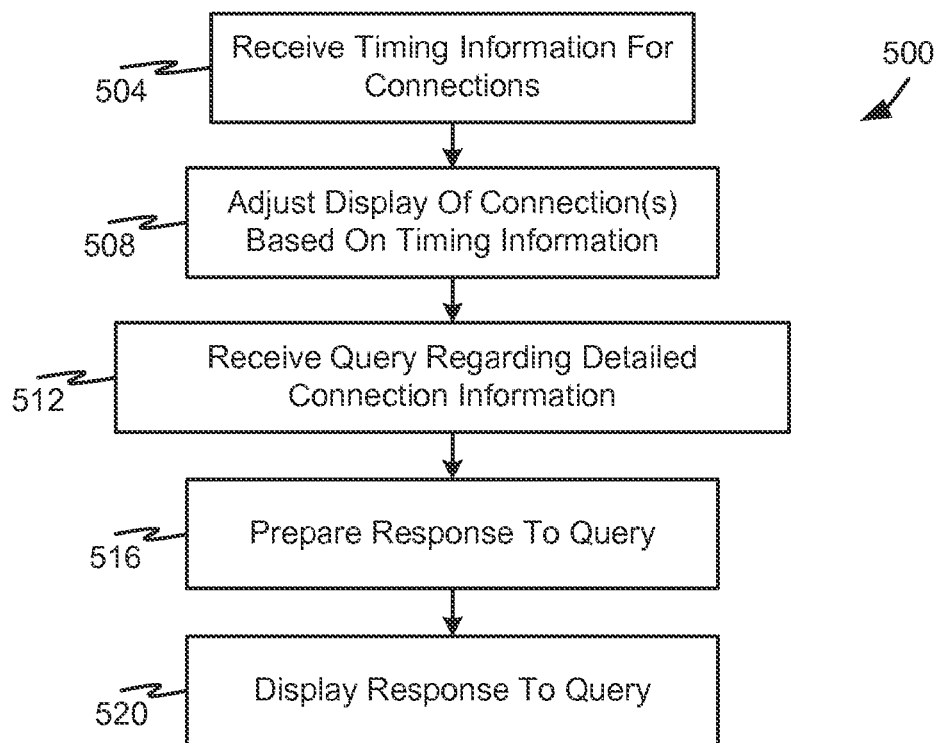 Receive Timing Information For
Connections
504
500
Adjust Display Of Connection(s)
Based On Timing Information
508
Receive Query Regarding Detailed
Connection Information
512
Prepare Response To Query
516
Display Response To Query
520